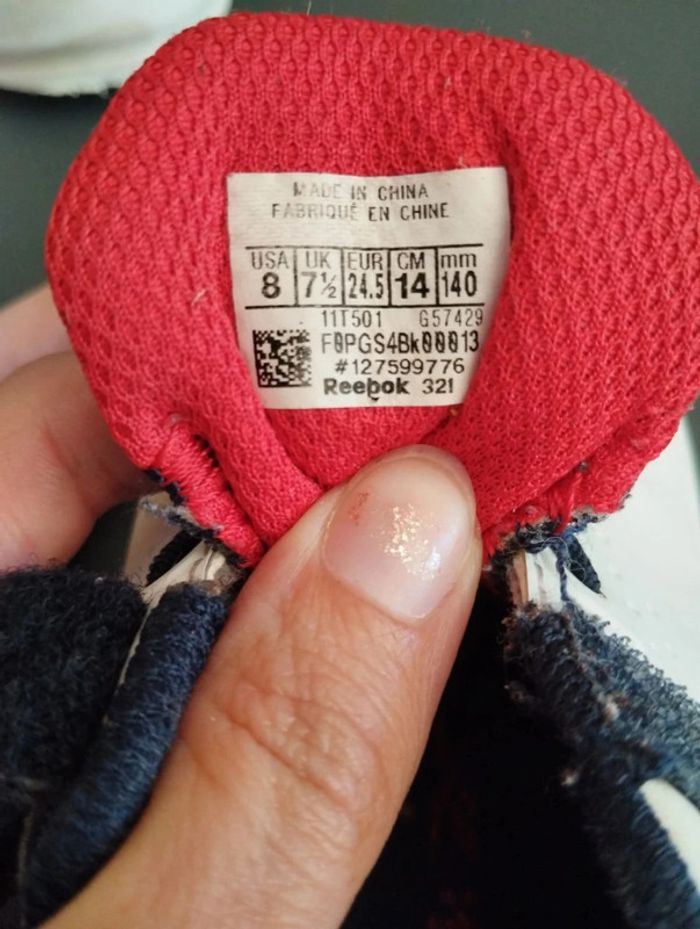 MADE IN CHINA
FABRIQUÉ EN CHINE
USA UK EUR CM mm
8 7½ 24.5 14 140
11T501 G57429
F0PGS4Bk00013
#127599776
Reebok 321